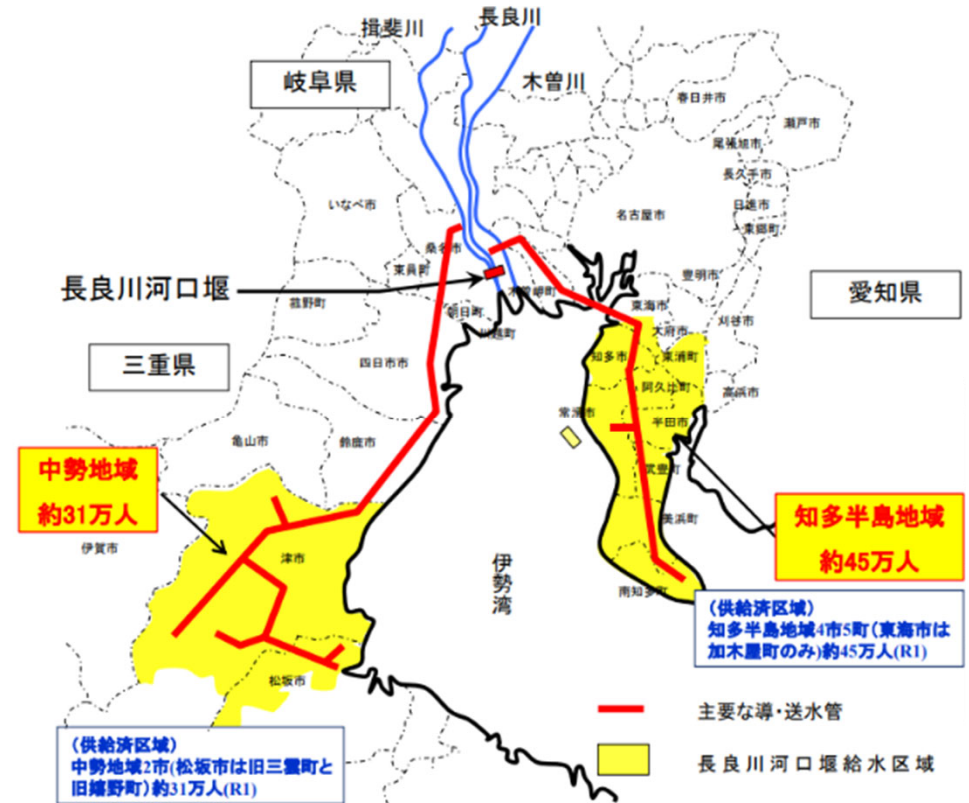 揖斐川
長良川
岐阜県
木曽川
春日井市
瀬戸市
尾張旭市
長久手市
いなべ市
日進市
名古屋市
東郷町
桑名市
東員町
豊明市
長良川河口堰
木曽岬町
愛知県
菰野町
朝日町
東海市
刈谷市
川越町
大府市
三重県
四日市市
知多市
東浦町
阿久比町
高浜市
常滑市
半田市
亀山市
鈴鹿市
中勢地域
約31万人
武豊町
知多半島地域
約45万人
美浜町
伊賀市
津市
伊勢湾
南知多町
(供給済区域)
知多半島地域4市5町(東海市は
加木屋町のみ)約45万人(R1)
松坂市
主要な導・送水管
(供給済区域)
中勢地域2市(松坂市は旧三雲町と
旧嬉野町)約31万人(R1)
長良川河口堰給水区域